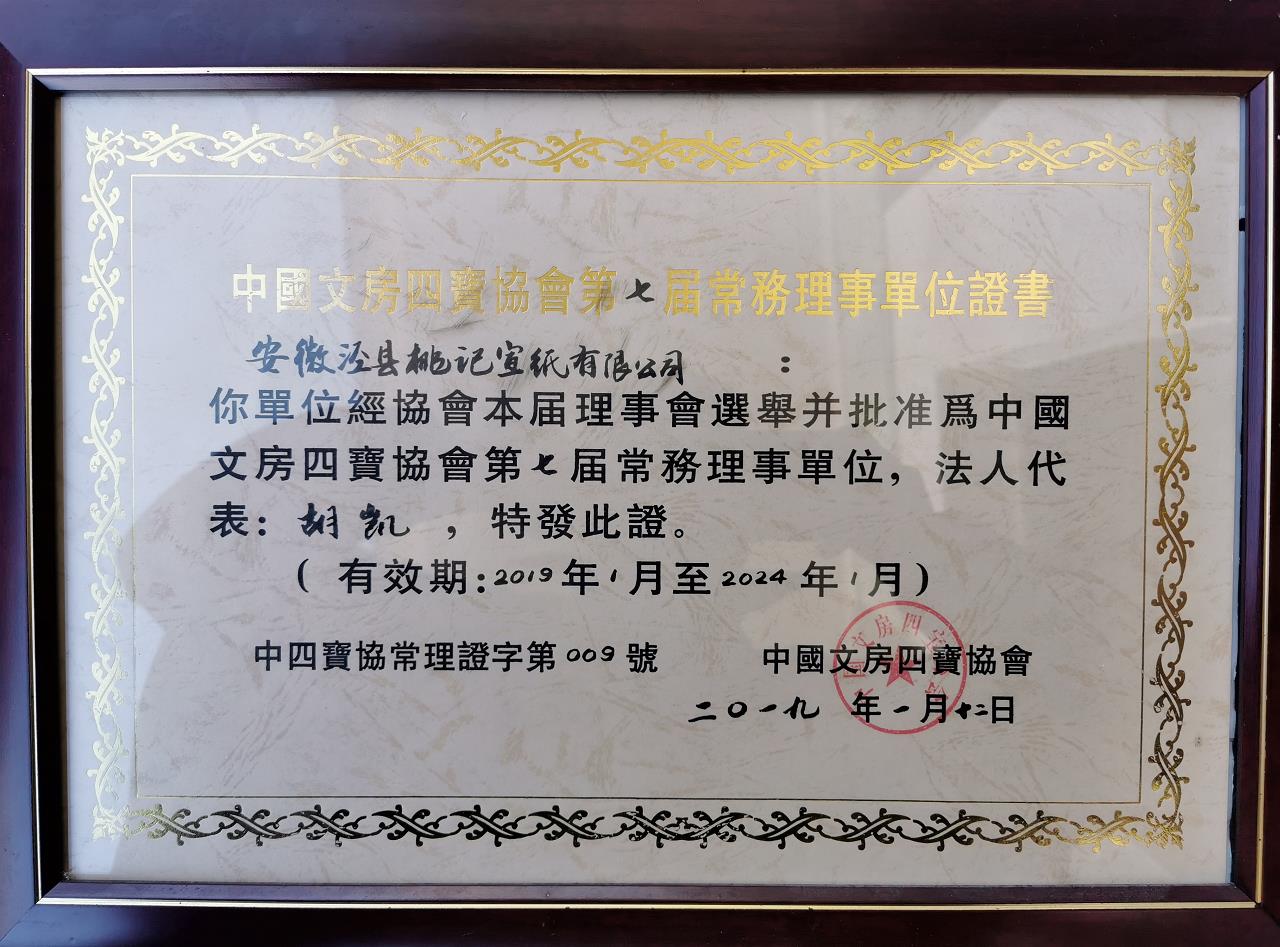 中國文房四寶協會第七届常務理事單位證書
安徽泾县桃记宣纸有限公司 :
你單位經協會本届理事會選舉并批准爲中國
文房四寶協會第七届常務理事單位，法人代
表: 胡凯 ，特發此證。
( 有效期:2019年1月至2024年1月)
中四寶協常理證字第009號
中國文房四寶協會
二〇一九 年一月十二日